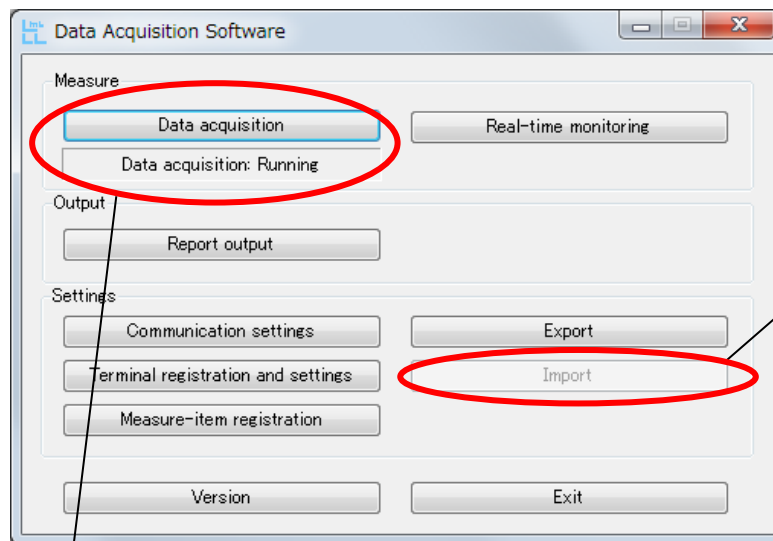 Data Acquisition Software
Measure
Data acquisition
Real-time monitoring
Data acquisition: Running
Output
Report output
Settings
Communication settings
Export
Terminal registration and settings
Import
Measure-item registration
Version
Exit